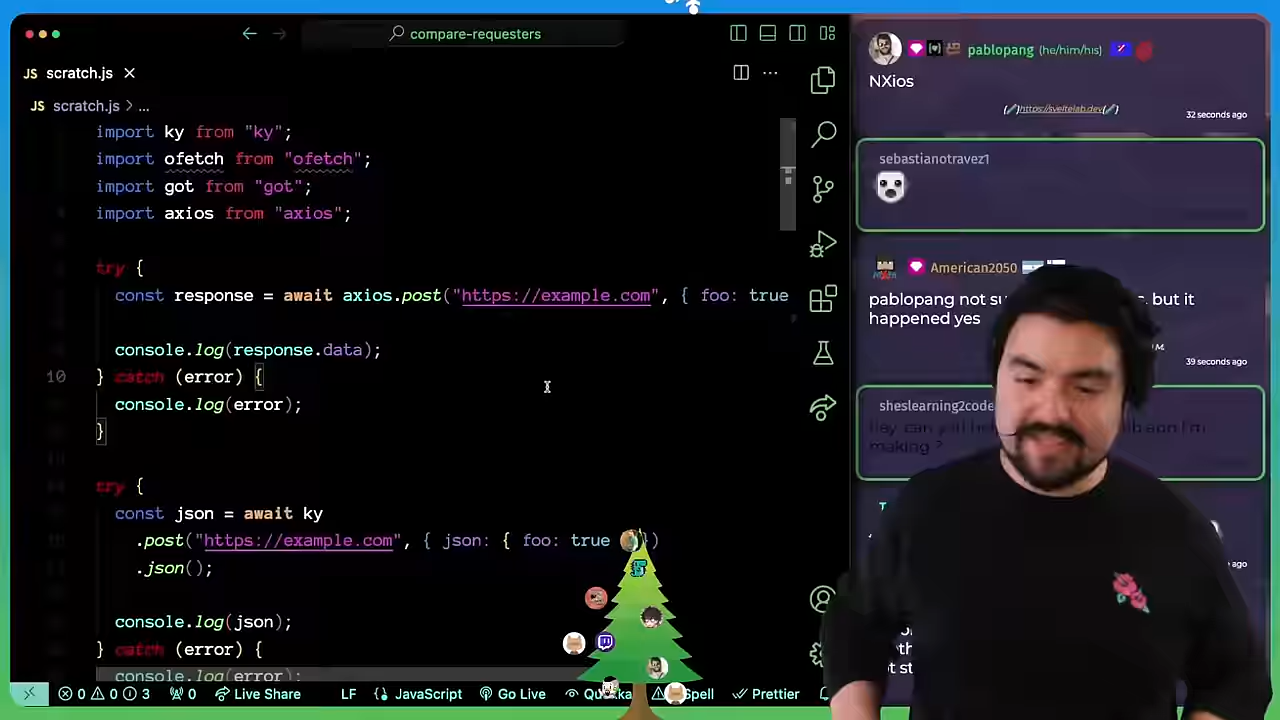 compare-requesters
JS scratch.js
JS scratch.js > ...
import ky from "ky";
import ofetch from "ofetch";
import got from "got";
import axios from "axios";
try {
const response = await axios.post("https://example.com", { foo: true
console.log(response.data);
10 } catch (error) {
console.log(error);
}
try {
const json = await ky
.post("https://example.com", { json: { foo: true })
.json();
console.log(json);
} catch (error) {
console.log(error);
0 0 3 0 Live Share LF JavaScript Go Live Spell Prettier
pablopang (he/him/his)
NXios
https://sveltelab.dev
32 seconds ago
sebastianotravez1
American2050
pablopang not su
, but it
happened yes
39 seconds ago
sheslearning2code
making ?